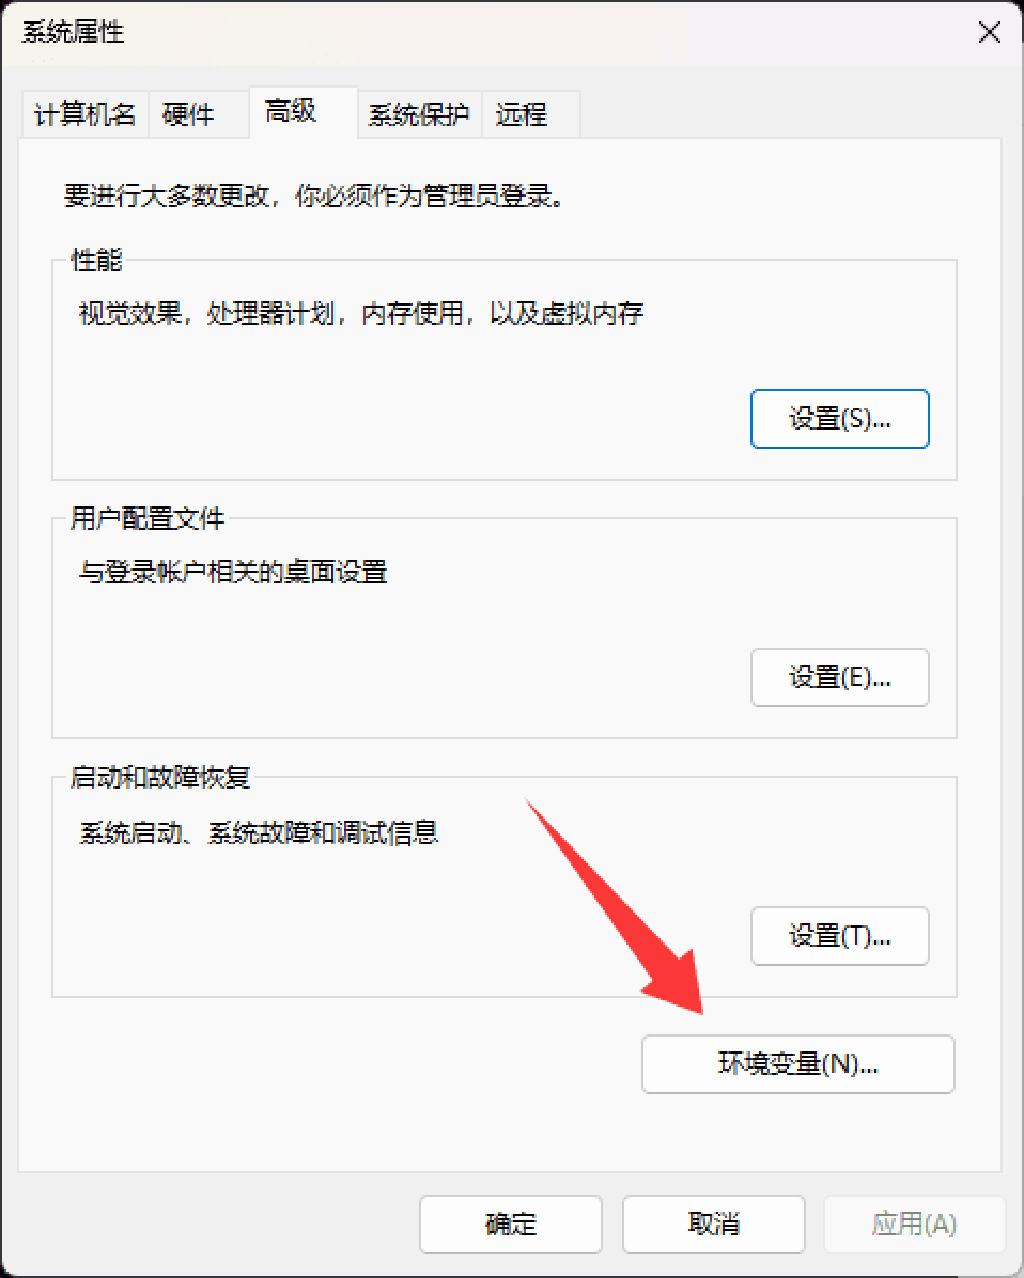 系统属性
计算机名 硬件 高级 系统保护 远程
要进行大多数更改，你必须作为管理员登录。
性能
视觉效果，处理器计划，内存使用，以及虚拟内存
设置(S)...
用户配置文件
与登录帐户相关的桌面设置
设置(E)...
启动和故障恢复
系统启动、系统故障和调试信息
设置(T)...
环境变量(N)...
确定 取消 应用(A)